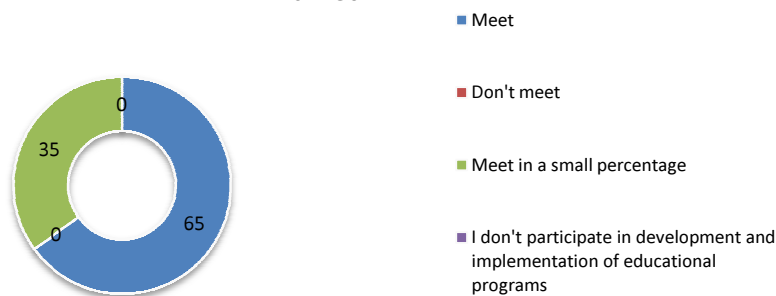 0
35
0
65
Meet
Don't meet
Meet in a small percentage
I don't participate in development and
implementation of educational
programs